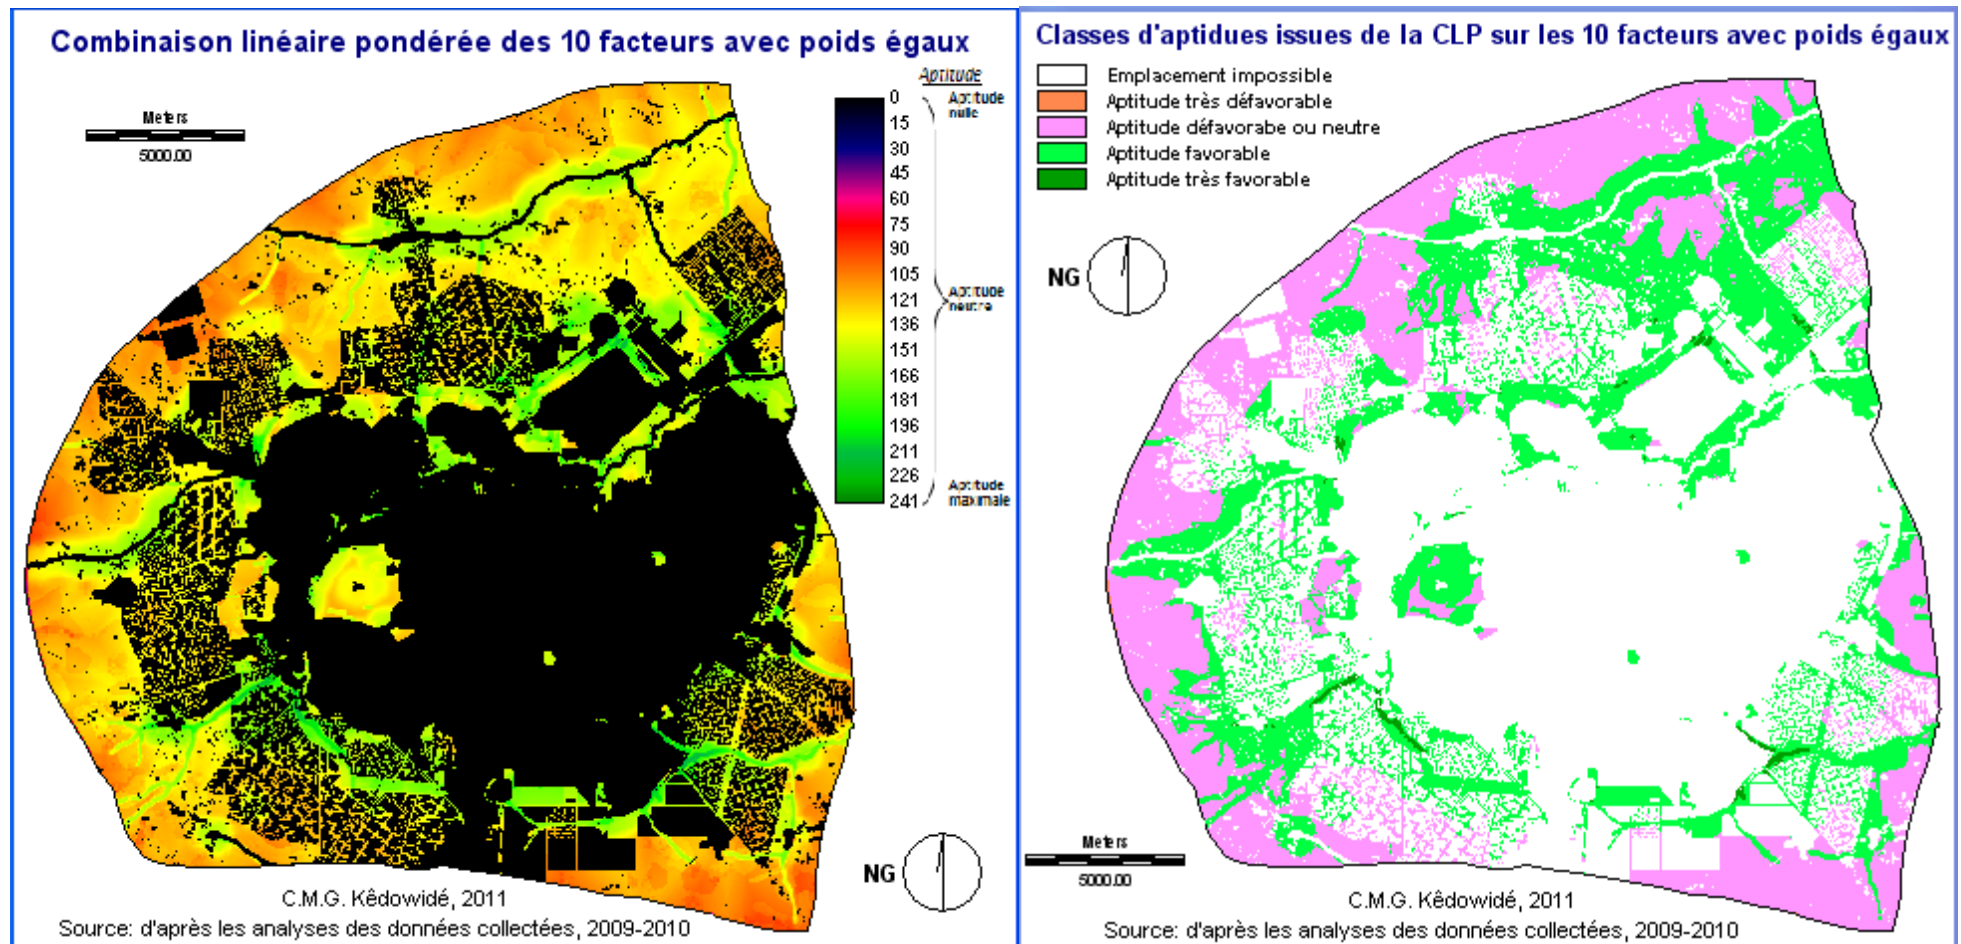 Combinaison linéaire pondérée des 10 facteurs avec poids égaux
Meters
5000.00
Aptitude
0
15
30
45
60
75
90
105
121
136
151
166
181
196
211
226
241
Aptitude
nulle
Aptitude
neutre
Aptitude
maximale
NG
C.M.G. Kêdowidé, 2011
Source: d'après les analyses des données collectées, 2009-2010
Classes d'aptidues issues de la CLP sur les 10 facteurs avec poids égaux
Emplacement impossible
Aptitude très défavorable
Aptitude défavorabe ou neutre
Aptitude favorable
Aptitude très favorable
NG
Meters
5000.00
C.M.G. Kêdowidé, 2011
Source: d'après les analyses des données collectées, 2009-2010